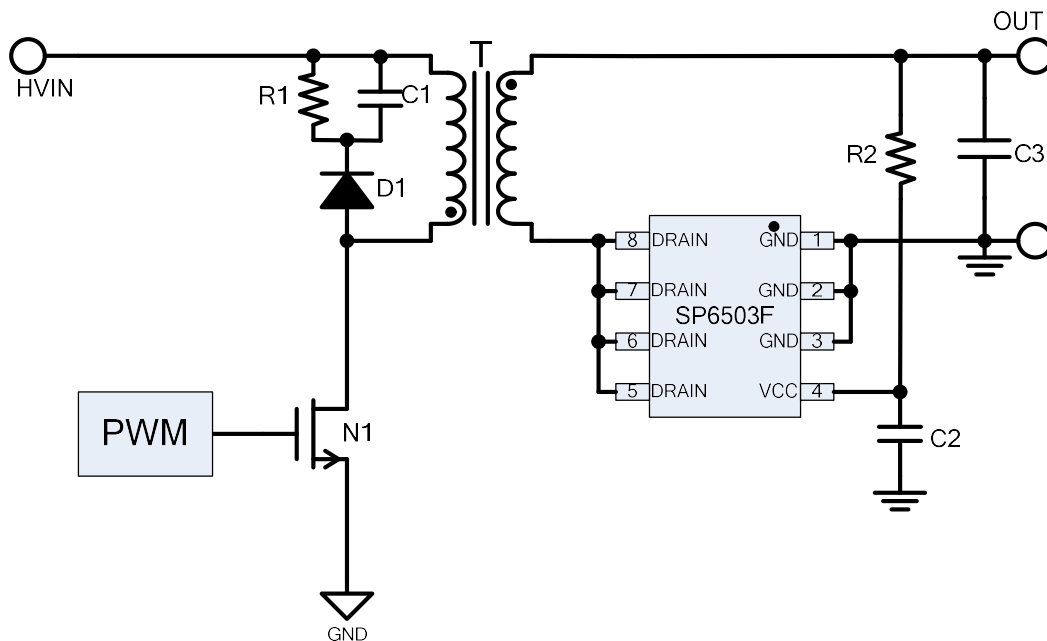 OUT
T
HVIN
R1
C1
R2
C3
D1
8 DRAIN GND 1
7 DRAIN GND 2
SP6503F
6 DRAIN GND 3
5 DRAIN VCC 4
PWM
N1
C2
GND